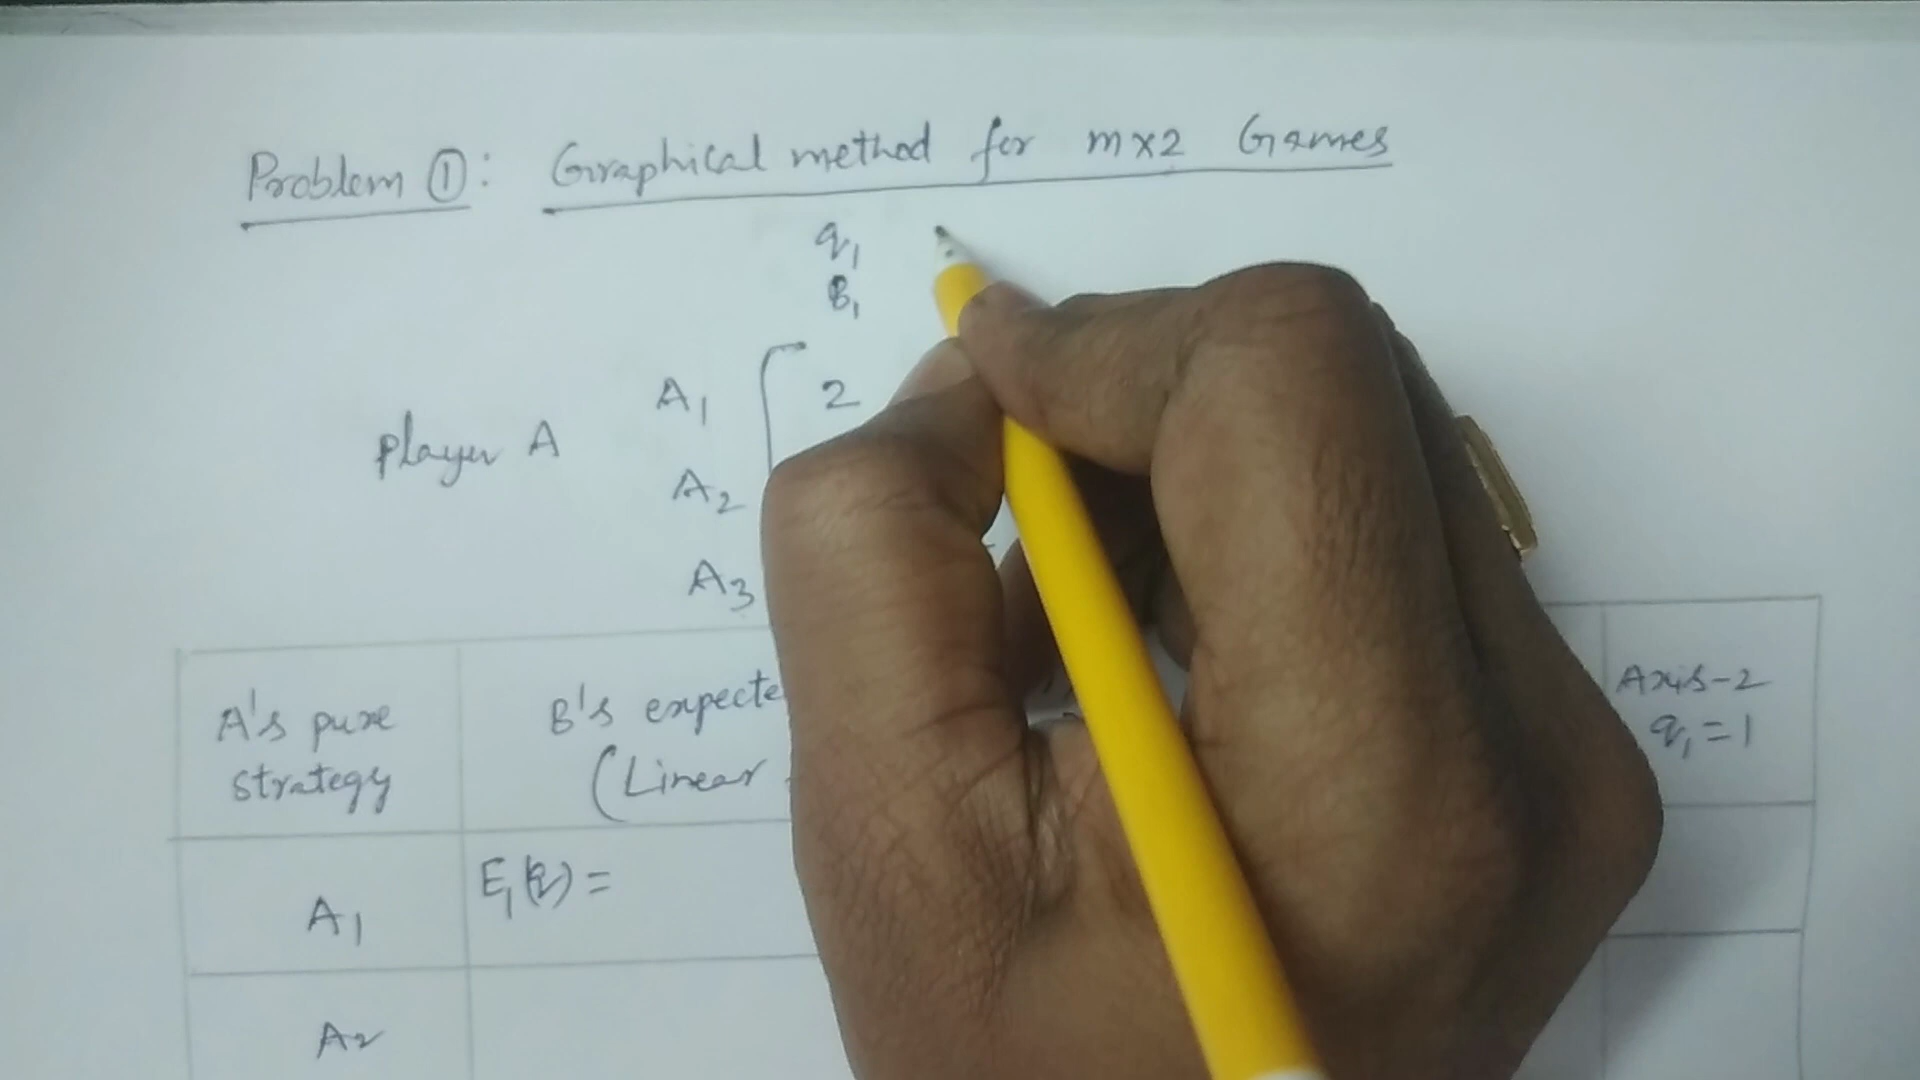 Problem ①: Graphical method for m×2 Games
q₁
B₁
A₁ 2
player A
A₂
A₃
A's pure strategy
B's expecte
(Linear
Axis-2
q₁ = 1
A₁
E₁(q) =
A₂